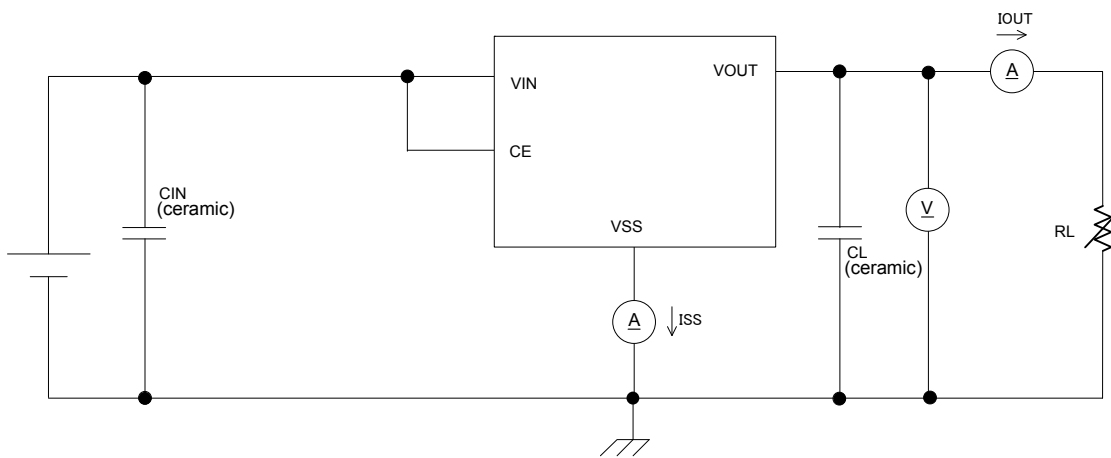 IOUT
A
VIN
VOUT
CE
CIN
(ceramic)
VSS
V
RL
CL
(ceramic)
A
ISS